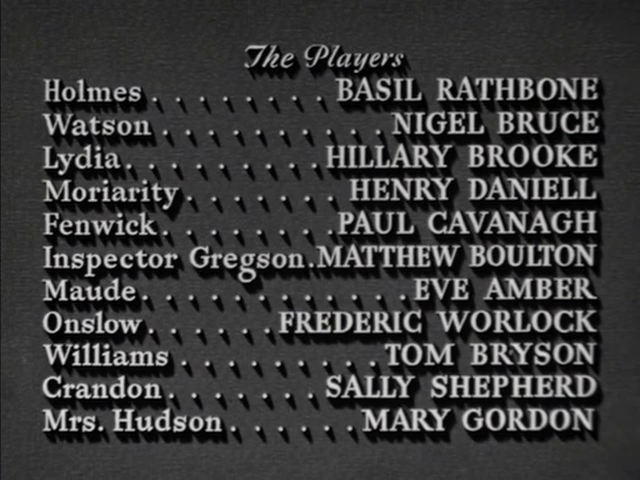 The Players
Holmes . . . . . . . . BASIL RATHBONE
Watson . . . . . . . . . . NIGEL BRUCE
Lydia . . . . . . . . . HILLARY BROOKE
Moriarity . . . . . . . HENRY DANIELL
Fenwick . . . . . . . . PAUL CAVANAGH
Inspector Gregson . MATTHEW BOULTON
Maude . . . . . . . . . . . . EVE AMBER
Onslow . . . . . . FREDERIC WORLOCK
Williams . . . . . . . . . TOM BRYSON
Crandon . . . . . . . SALLY SHEPHERD
Mrs. Hudson . . . . . . MARY GORDON